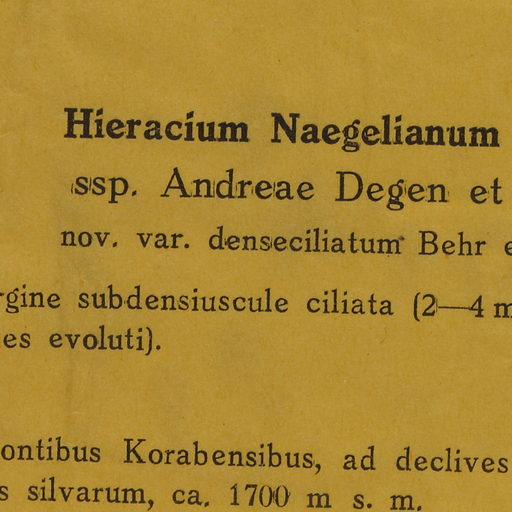 Hieracium Naegelianum
ssp. Andreae Degen et
nov. var. denseciliatum Behr e
rgine subdensiuscule ciliata (2—4 m
es evoluti).
ontibus Korabensibus, ad declives
s silvarum, ca. 1700 m s. m.